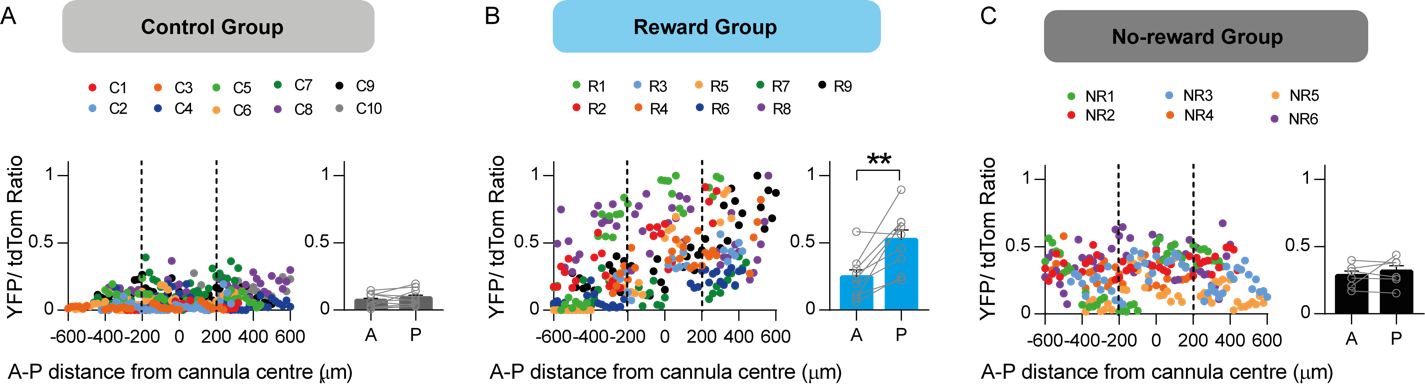 A
Control Group
C1 C3 C5 C7 C9
C2 C4 C6 C8 C10
YFP/ tdTom Ratio
1
0.5
0
-600 -400 -200 0 200 400 600
A-P distance from cannula centre (μm)
1
0.5
0
A P
B
Reward Group
R1 R3 R5 R7 R9
R2 R4 R6 R8
YFP/ tdTom Ratio
1
0.5
0
-600 -400 -200 0 200 400 600
A-P distance from cannula centre (μm)
**
1
0.5
0
A P
C
No-reward Group
NR1 NR3 NR5
NR2 NR4 NR6
YFP/ tdTom Ratio
1
0.5
0
-600 -400 -200 0 200 400 600
A-P distance from cannula centre (μm)
1
0.5
0
A P